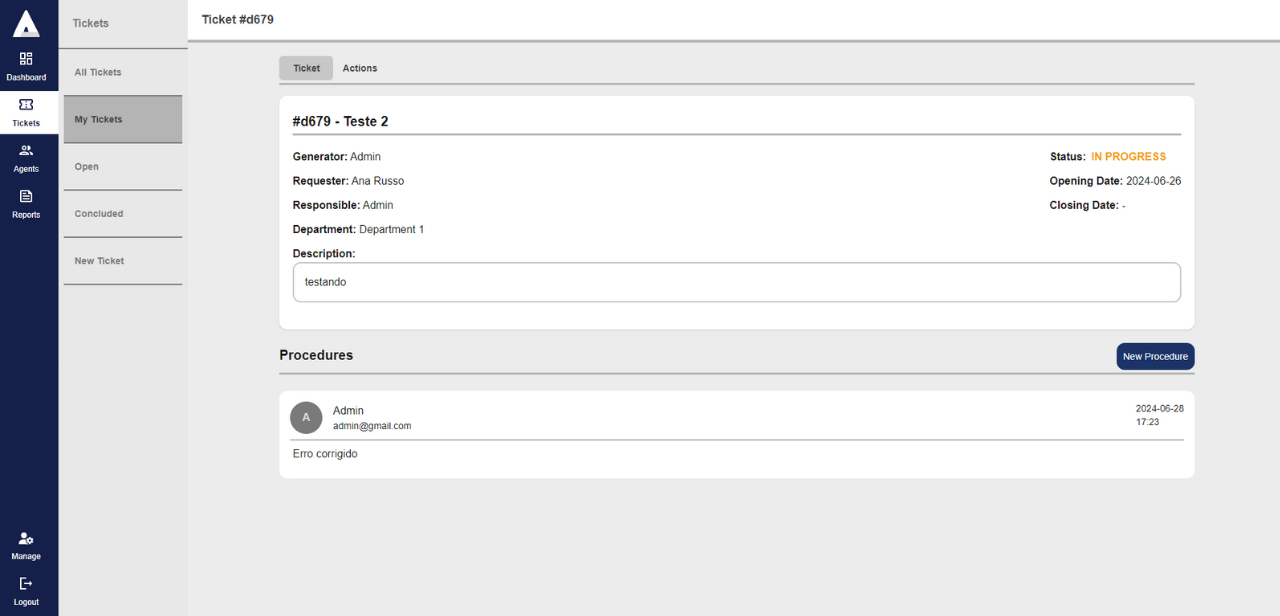 Dashboard
Tickets
Agents
Reports
Manage
Logout
Tickets
All Tickets
My Tickets
Open
Concluded
New Ticket
Ticket #d679
Ticket Actions
#d679 - Teste 2
Generator: Admin
Status: IN PROGRESS
Requester: Ana Russo
Opening Date: 2024-06-26
Responsible: Admin
Closing Date: -
Department: Department 1
Description:
testando
Procedures
New Procedure
A
Admin
admin@gmail.com
2024-06-28
17:23
Erro corrigido